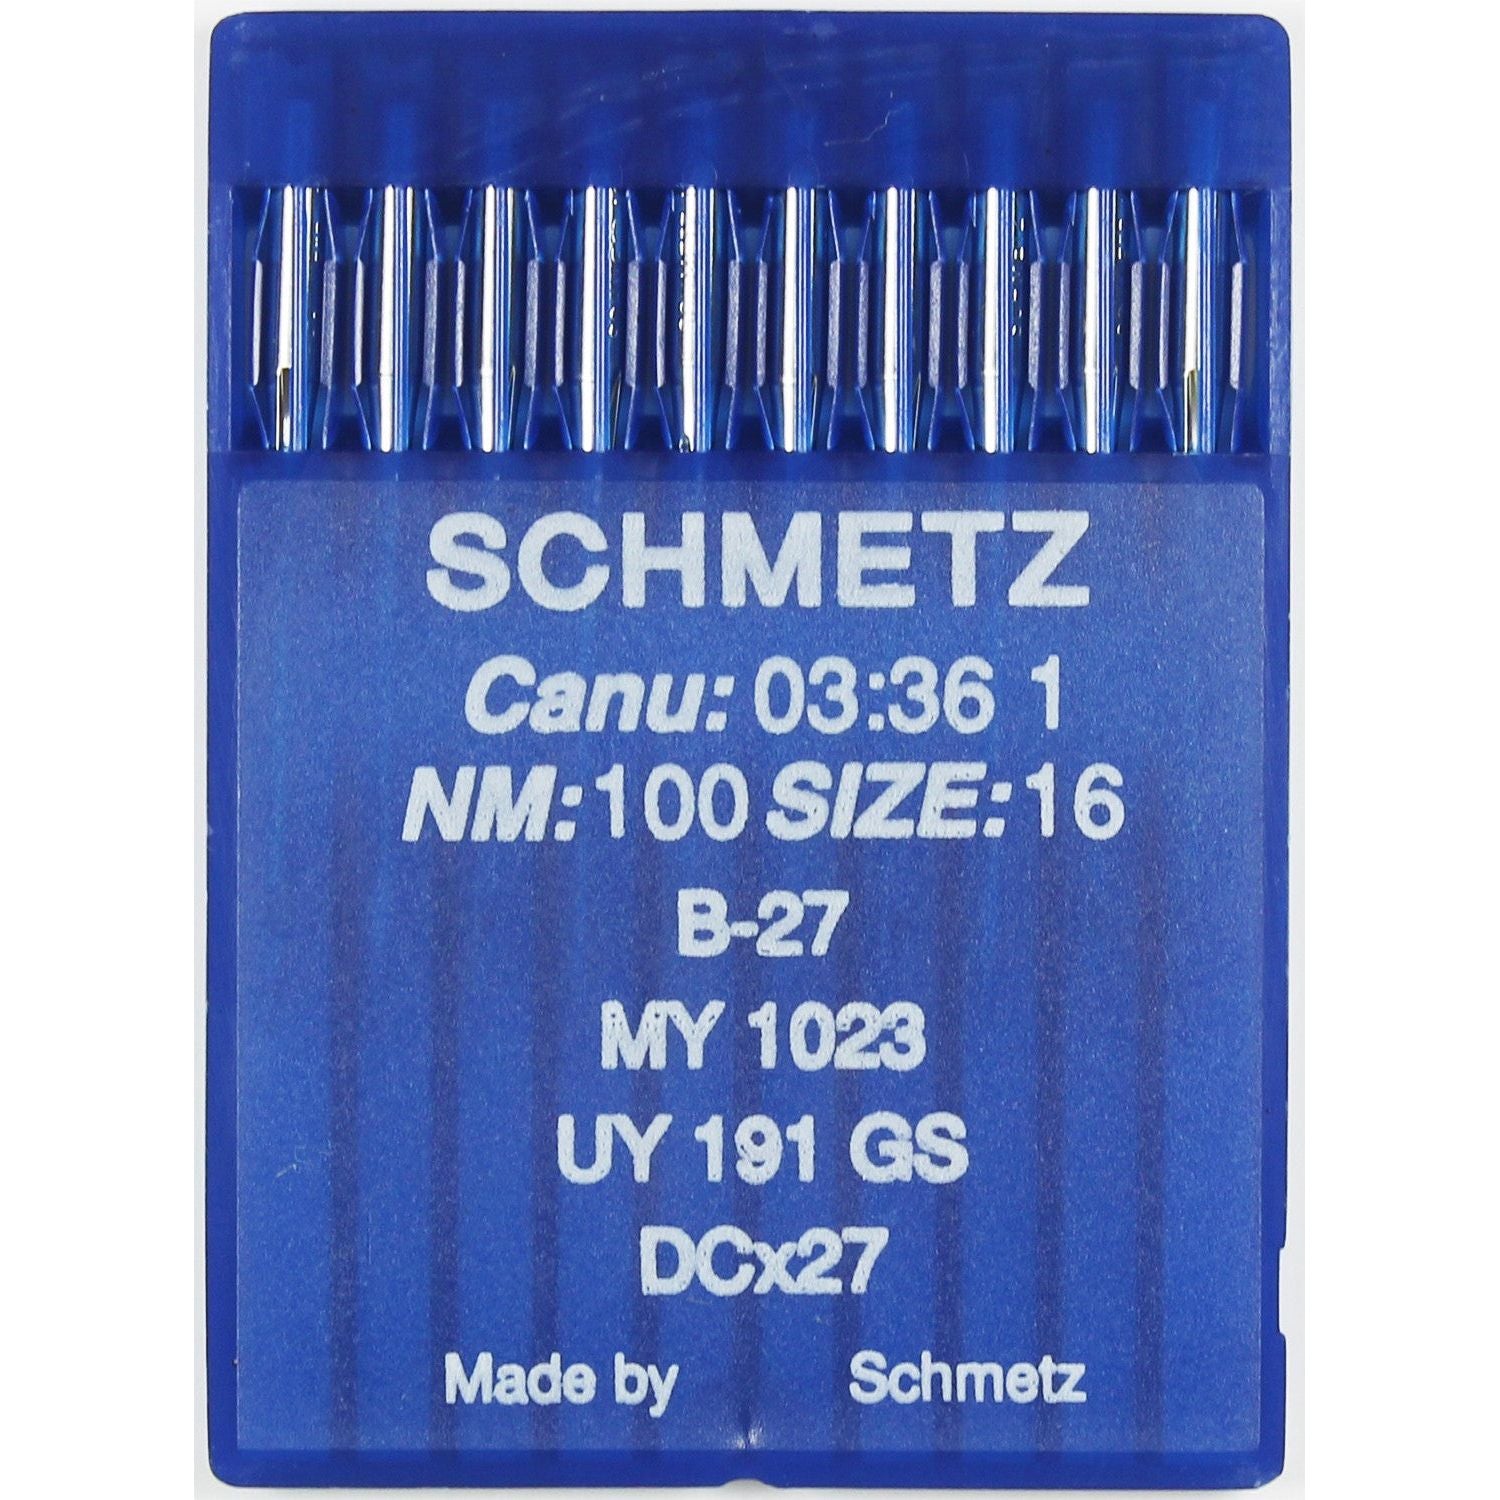 SCHMETZ
Canu: 03:36 1
NM:100 SIZE:16
B-27
MY 1023
UY 191 GS
DCx27
Made by Schmetz